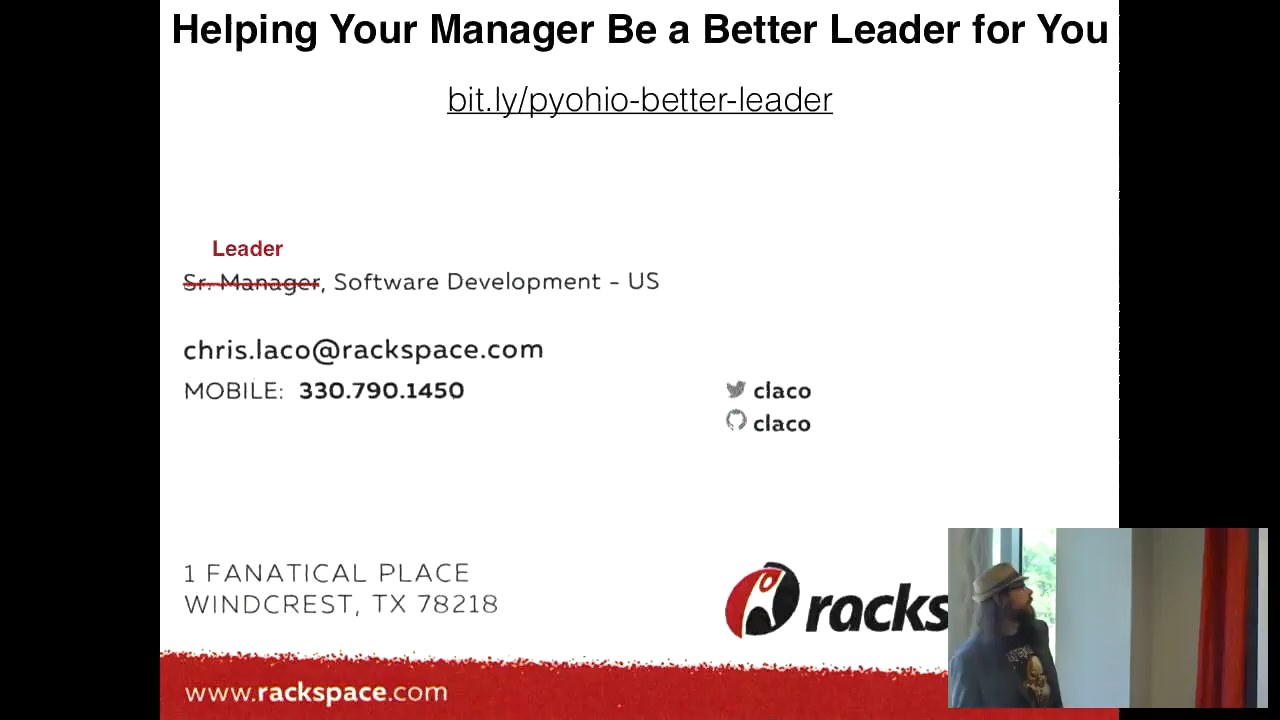 Helping Your Manager Be a Better Leader for You
bit.ly/pyohio-better-leader
Leader
Sr. Manager, Software Development - US
chris.laco@rackspace.com
MOBILE: 330.790.1450
claco
claco
1 FANATICAL PLACE
WINDCREST, TX 78218
racks
www.rackspace.com